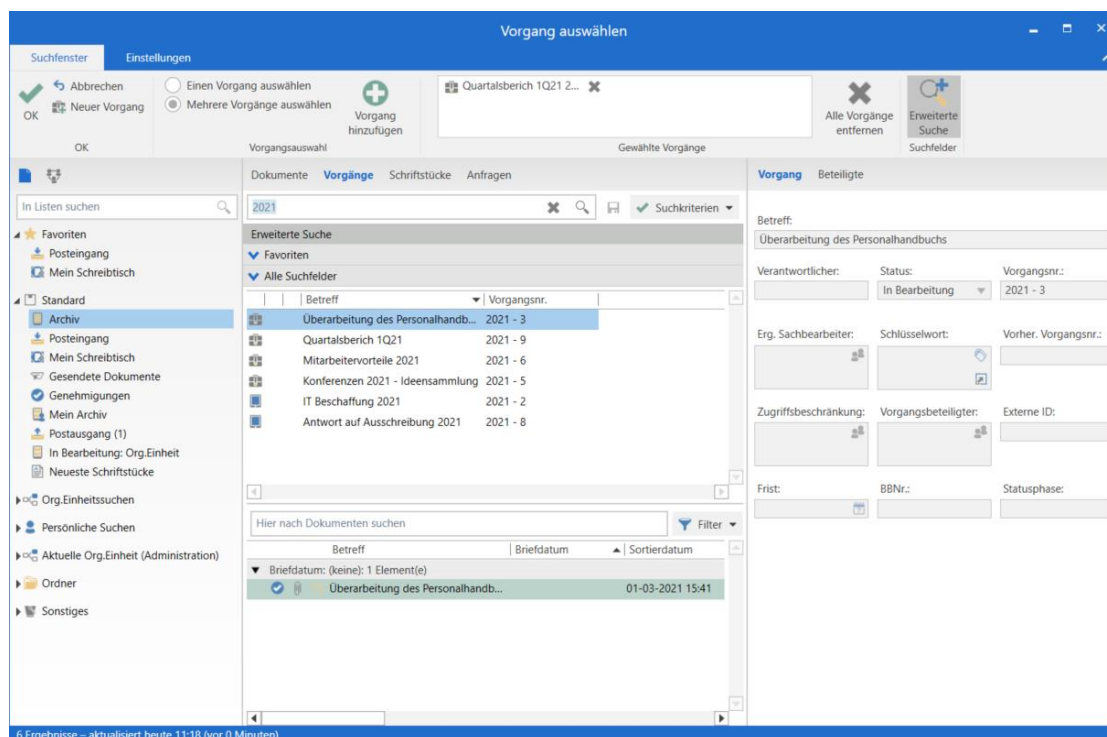 Vorgang auswählen
Suchfenster Einstellungen
OK
Abbrechen
Neuer Vorgang
OK
Einen Vorgang auswählen
Mehrere Vorgänge auswählen
Vorgang
hinzufügen
Vorgangsauswahl
Quartalsberich 1Q21 2...
Gewählte Vorgänge
Alle Vorgänge
entfernen
Erweiterte
Suche
Suchfelder
In Listen suchen
Favoriten
Posteingang
Mein Schreibtisch
Standard
Archiv
Posteingang
Mein Schreibtisch
Gesendete Dokumente
Genehmigungen
Mein Archiv
Postausgang (1)
In Bearbeitung: Org.Einheit
Neueste Schriftstücke
Org.Einheitssuchen
Persönliche Suchen
Aktuelle Org.Einheit (Administration)
Ordner
Sonstiges
Dokumente Vorgänge Schriftstücke Anfragen
2021
Suchkriterien
Erweiterte Suche
Favoriten
Alle Suchfelder
Betreff Vorgangsnr.
Überarbeitung des Personalhandb... 2021 - 3
Quartalsberich 1Q21 2021 - 9
Mitarbeitervorteile 2021 2021 - 6
Konferenzen 2021 - Ideensammlung 2021 - 5
IT Beschaffung 2021 2021 - 2
Antwort auf Ausschreibung 2021 2021 - 8
Hier nach Dokumenten suchen
Filter
Betreff Briefdatum Sortierdatum
Briefdatum: (keine): 1 Element(e)
Überarbeitung des Personalhandb... 01-03-2021 15:41
Vorgang Beteiligte
Betreff:
Überarbeitung des Personalhandbuchs
Verantwortlicher: Status: Vorgangsnr.:
In Bearbeitung 2021 - 3
Erg. Sachbearbeiter: Schlüsselwort: Vorher. Vorgangsnr.:
Zugriffsbeschränkung: Vorgangsbeteiligter: Externe ID:
Frist: BBNr.: Statusphase:
6 Ergebnisse – aktualisiert heute 11:18 (vor 0 Minuten)